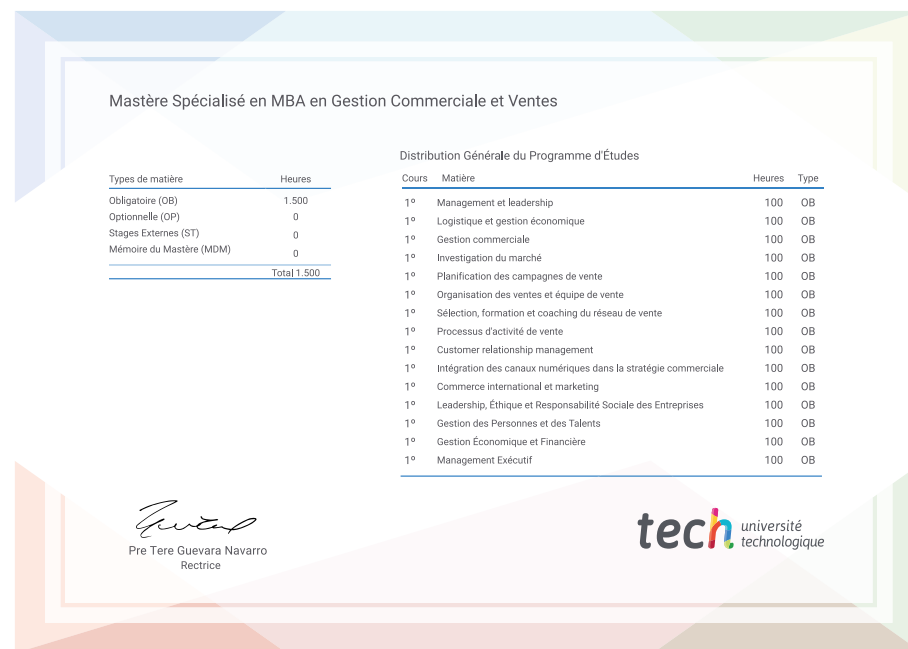 Mastère Spécialisé en MBA en Gestion Commerciale et Ventes
Types de matière Heures
Obligatoire (OB) 1.500
Optionnelle (OP) 0
Stages Externes (ST) 0
Mémoire du Mastère (MDM) 0
Total 1.500
Distribution Générale du Programme d'Études
Cours Matière Heures Type
1º Management et leadership 100 OB
1º Logistique et gestion économique 100 OB
1º Gestion commerciale 100 OB
1º Investigation du marché 100 OB
1º Planification des campagnes de vente 100 OB
1º Organisation des ventes et équipe de vente 100 OB
1º Sélection, formation et coaching du réseau de vente 100 OB
1º Processus d'activité de vente 100 OB
1º Customer relationship management 100 OB
1º Intégration des canaux numériques dans la stratégie commerciale 100 OB
1º Commerce international et marketing 100 OB
1º Leadership, Éthique et Responsabilité Sociale des Entreprises 100 OB
1º Gestion des Personnes et des Talents 100 OB
1º Gestion Économique et Financière 100 OB
1º Management Exécutif 100 OB
Pre Tere Guevara Navarro
Rectrice
tech université
technologique